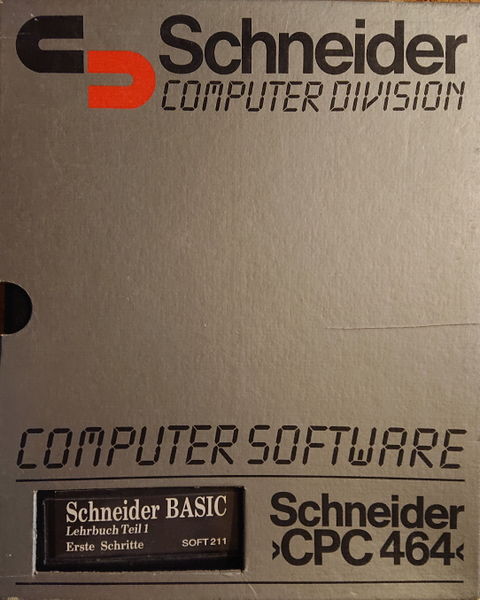 Schneider
COMPUTER DIVISION
COMPUTER SOFTWARE
Schneider BASIC
Lehrbuch Teil 1
Erste Schritte SOFT 211
Schneider
›CPC 464‹